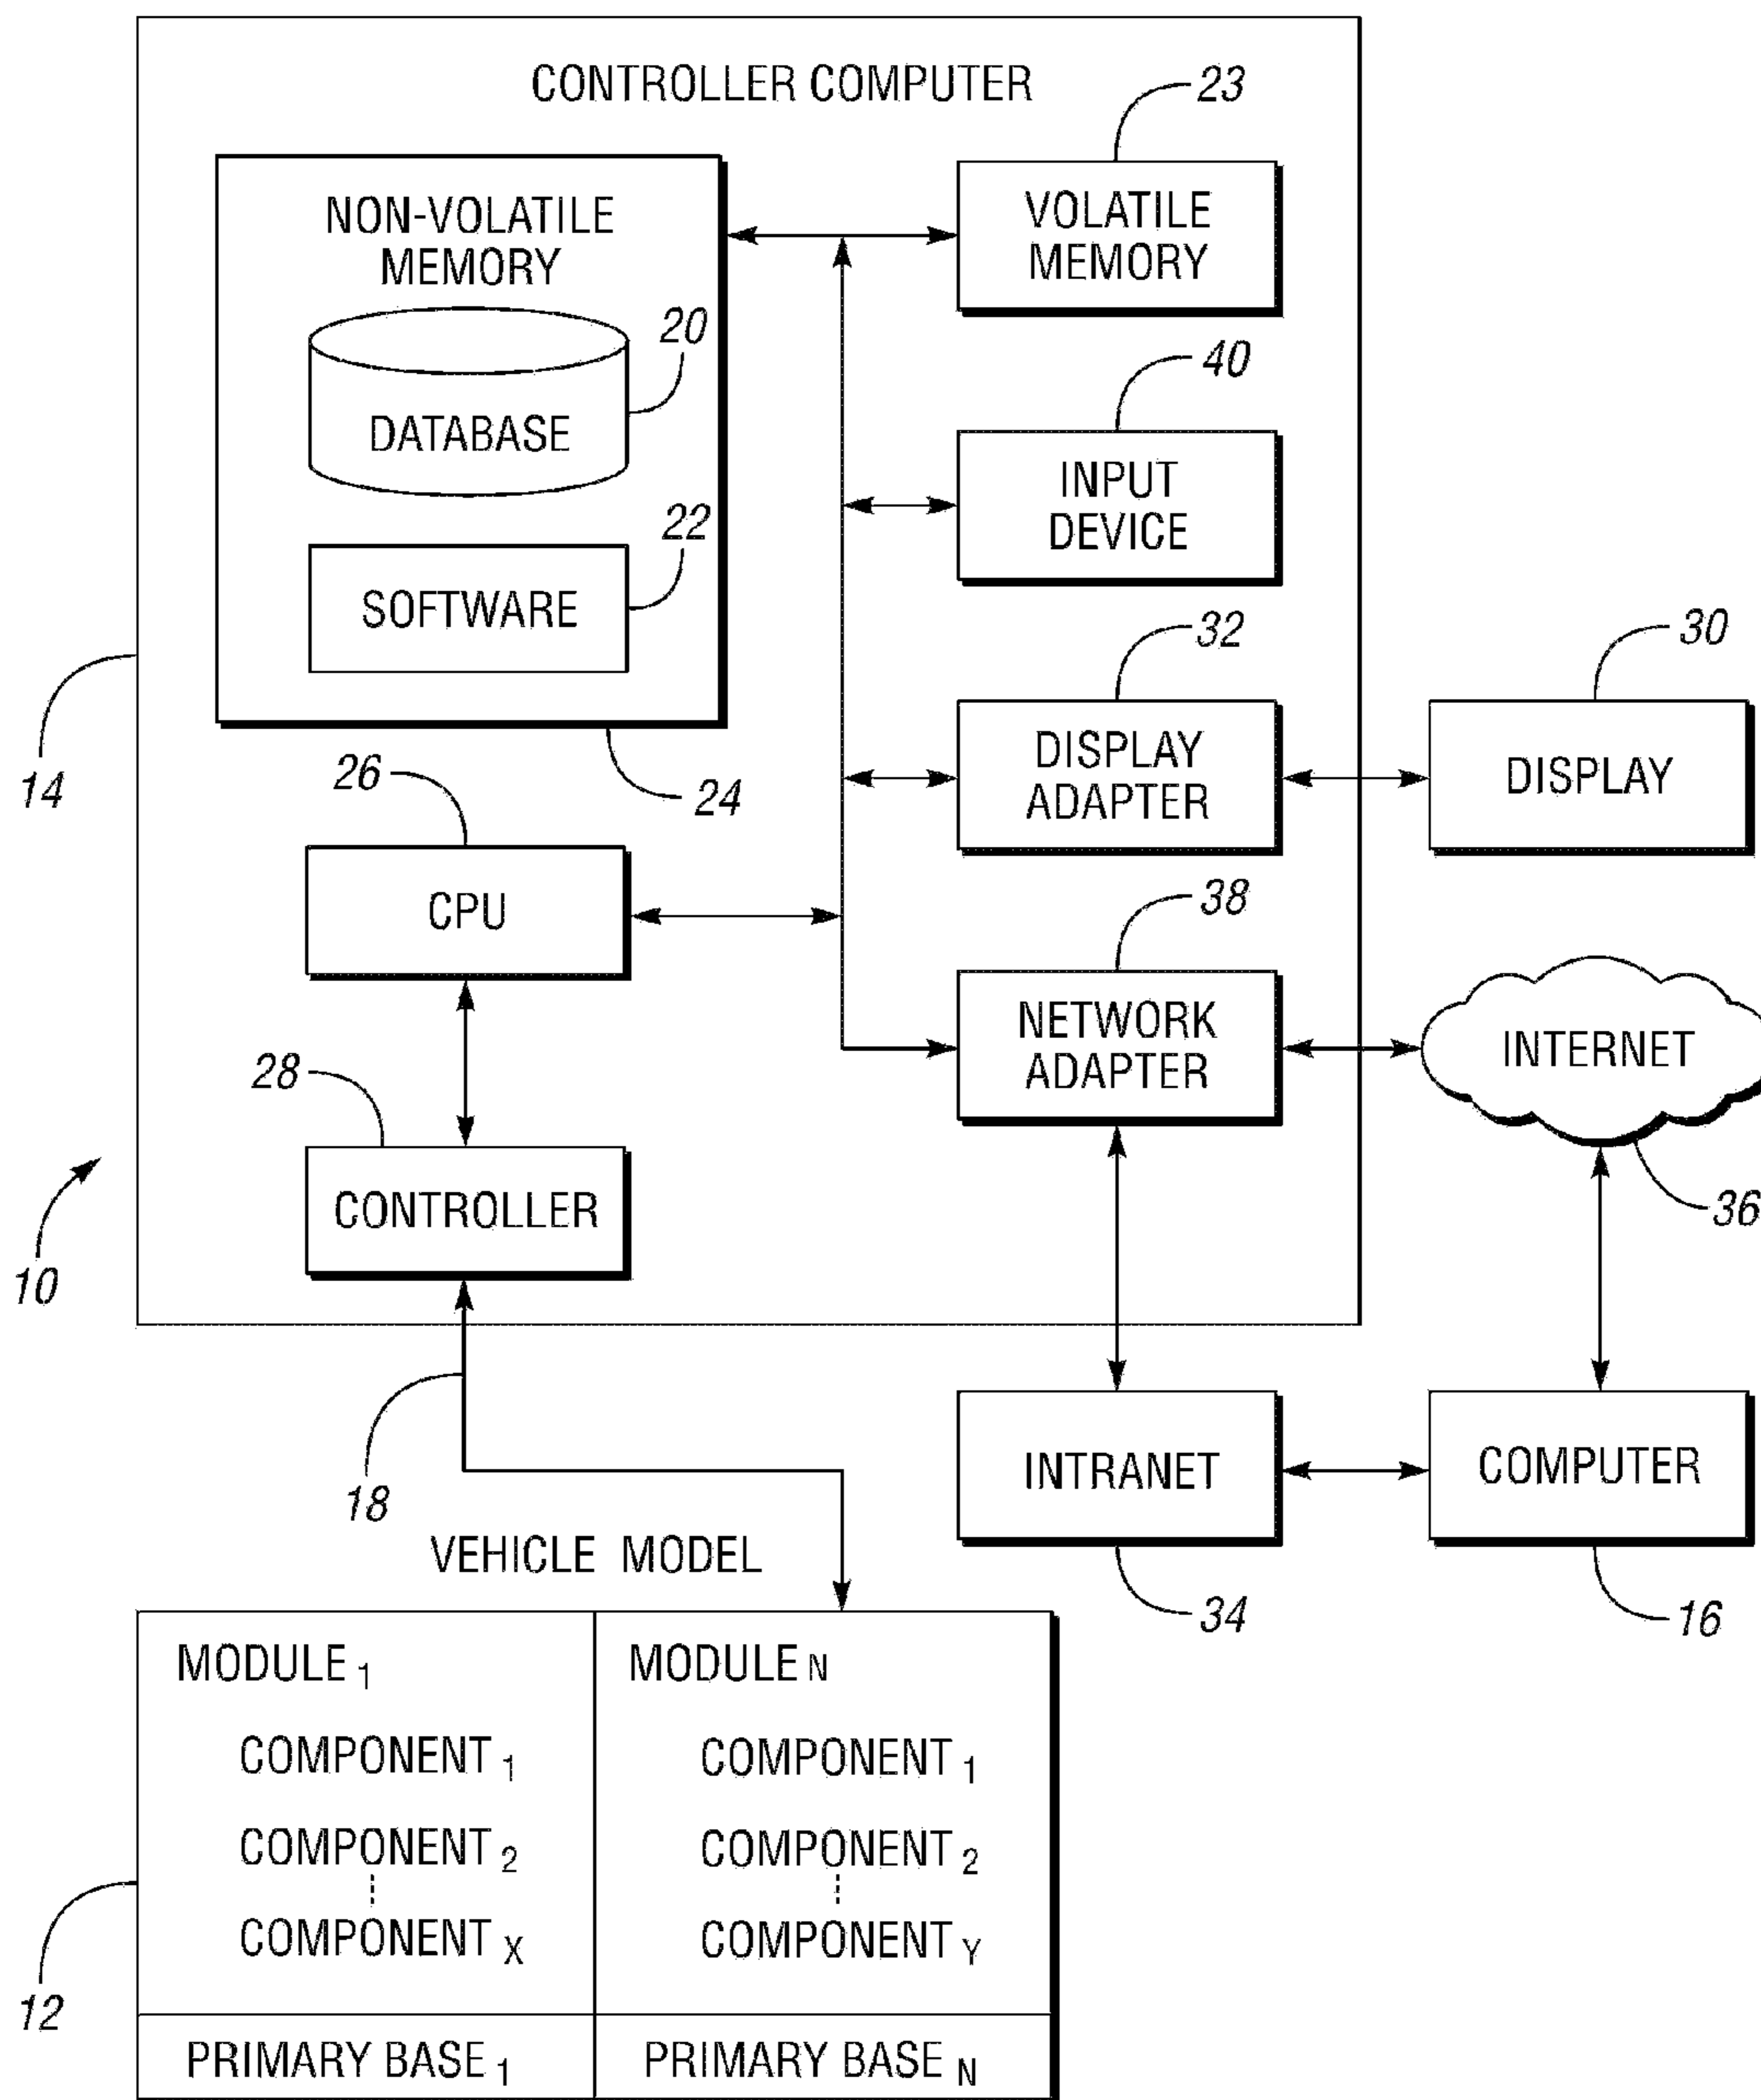 CONTROLLER COMPUTER
23
NON-VOLATILE
MEMORY
VOLATILE
MEMORY
20
DATABASE
40
INPUT
DEVICE
22
SOFTWARE
32
30
DISPLAY
ADAPTER
DISPLAY
14
24
26
CPU
38
NETWORK
ADAPTER
INTERNET
28
CONTROLLER
36
10
18
INTRANET
COMPUTER
34
16
VEHICLE MODEL
MODULE 1
COMPONENT 1
COMPONENT 2
COMPONENT X
PRIMARY BASE 1
MODULE N
COMPONENT 1
COMPONENT 2
COMPONENT Y
PRIMARY BASE N
12